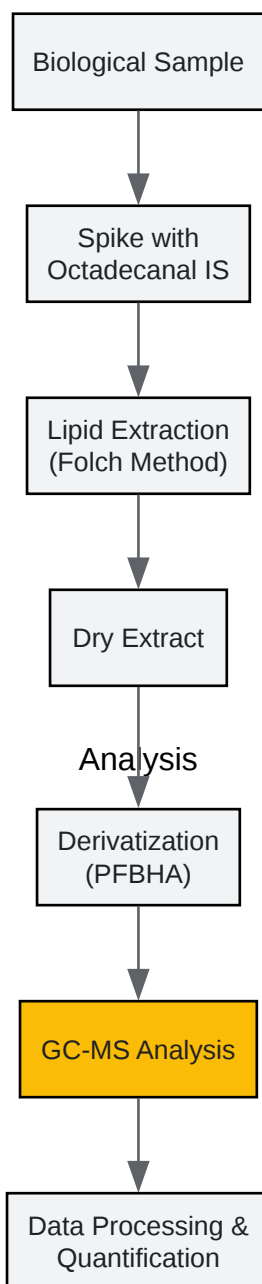 Biological Sample
Spike with
Octadecanal IS
Lipid Extraction
(Folch Method)
Dry Extract
Analysis
Derivatization
(PFBHA)
GC-MS Analysis
Data Processing &
Quantification